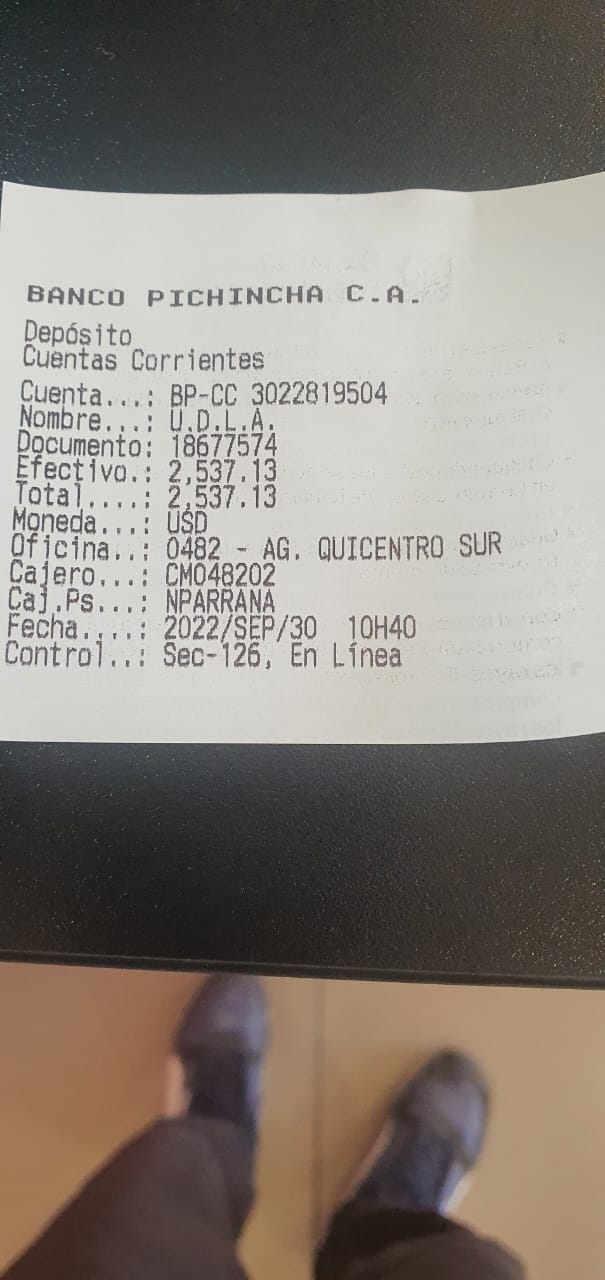 BANCO PICHINCHA C.A.
Depósito
Cuentas Corrientes
Cuenta...: BP-CC 3022819504
Nombre...: U.D.L.A.
Documento: 18677574
Efectivo.: 2,537.13
Total....: 2,537.13
Moneda...: USD
Oficina..: 0482 - AG. QUICENTRO SUR
Cajero...: CM048202
Caj.Ps...: NPARRANA
Fecha....: 2022/SEP/30  10H40
Control..: Sec-126, En Línea